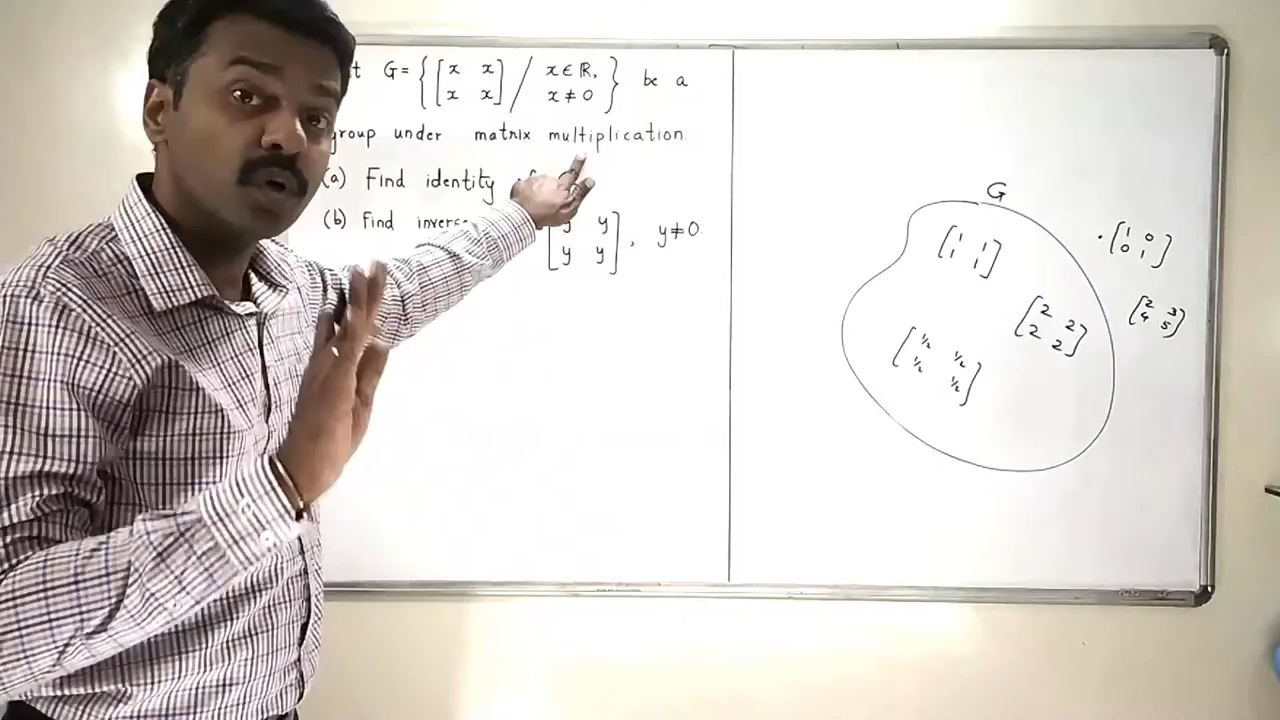 t G = { [ x x / x x ] / x ∈ ℝ, x ≠ 0 } be a
group under matrix multiplication.
(a) Find identity
(b) Find inverse [ y y / y y ], y ≠ 0.
G
[ 1 1 / 1 1 ]
. [ 1 0 / 0 1 ]
[ 2 2 / 2 2 ]
[ 2 3 / 4 5 ]
[ ½ ½ / ½ ½ ]